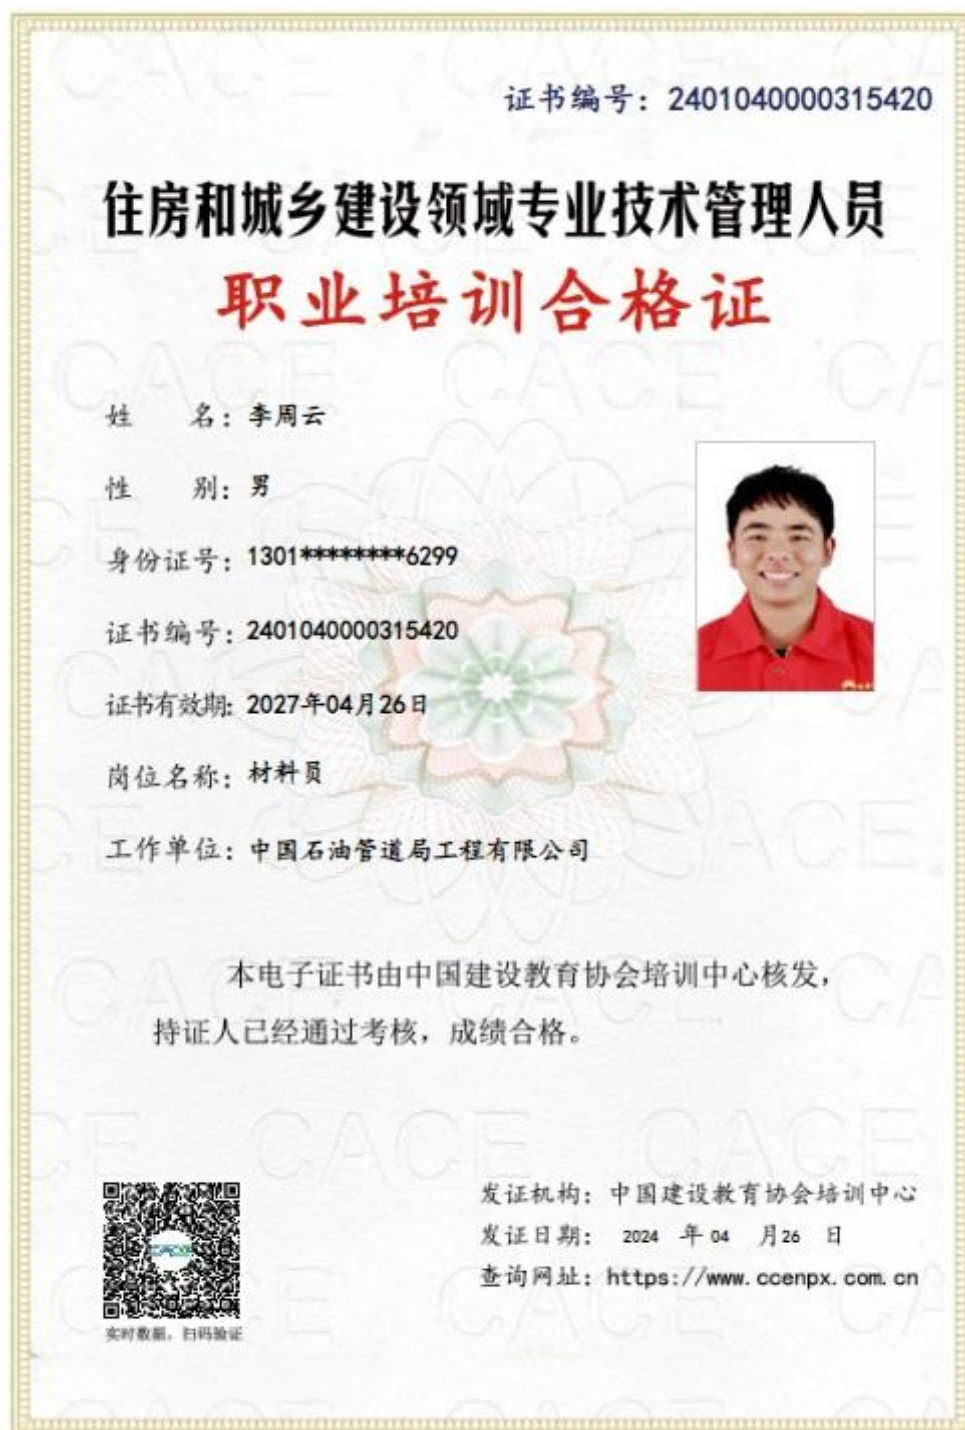 证书编号：2401040000315420
住房和城乡建设领域专业技术管理人员
职业培训合格证
姓 名：李周云
性 别：男
身份证号：1301********6299
证书编号：2401040000315420
证书有效期：2027年04月26日
岗位名称：材料员
工作单位：中国石油管道局工程有限公司
本电子证书由中国建设教育协会培训中心核发，
持证人已经通过考核，成绩合格。
发证机构：中国建设教育协会培训中心
发证日期： 2024 年 04 月 26 日
查询网址：https://www.ccenpx.com.cn
实时数据，扫码验证
CACE